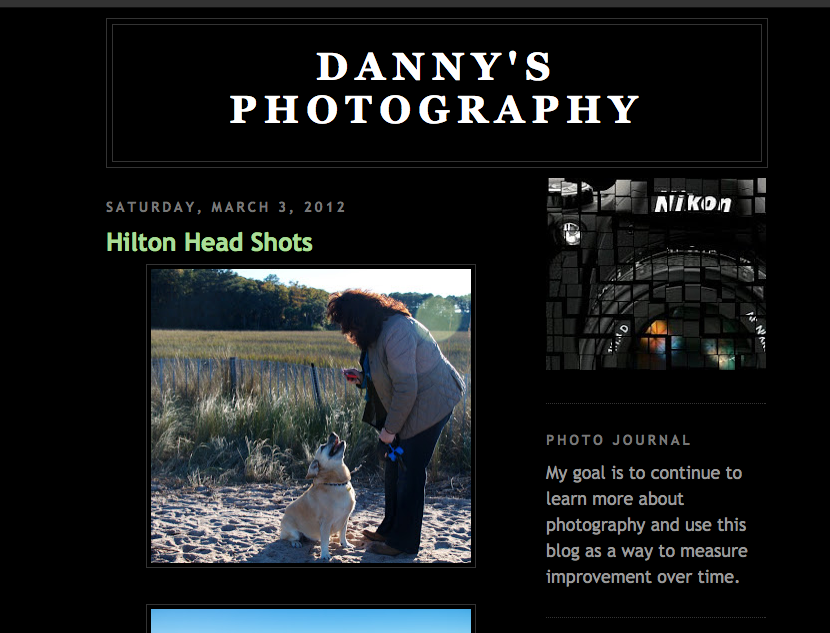 DANNY'S
PHOTOGRAPHY
SATURDAY, MARCH 3, 2012
Hilton Head Shots
Nikon
PHOTO JOURNAL
My goal is to continue to
learn more about
photography and use this
blog as a way to measure
improvement over time.